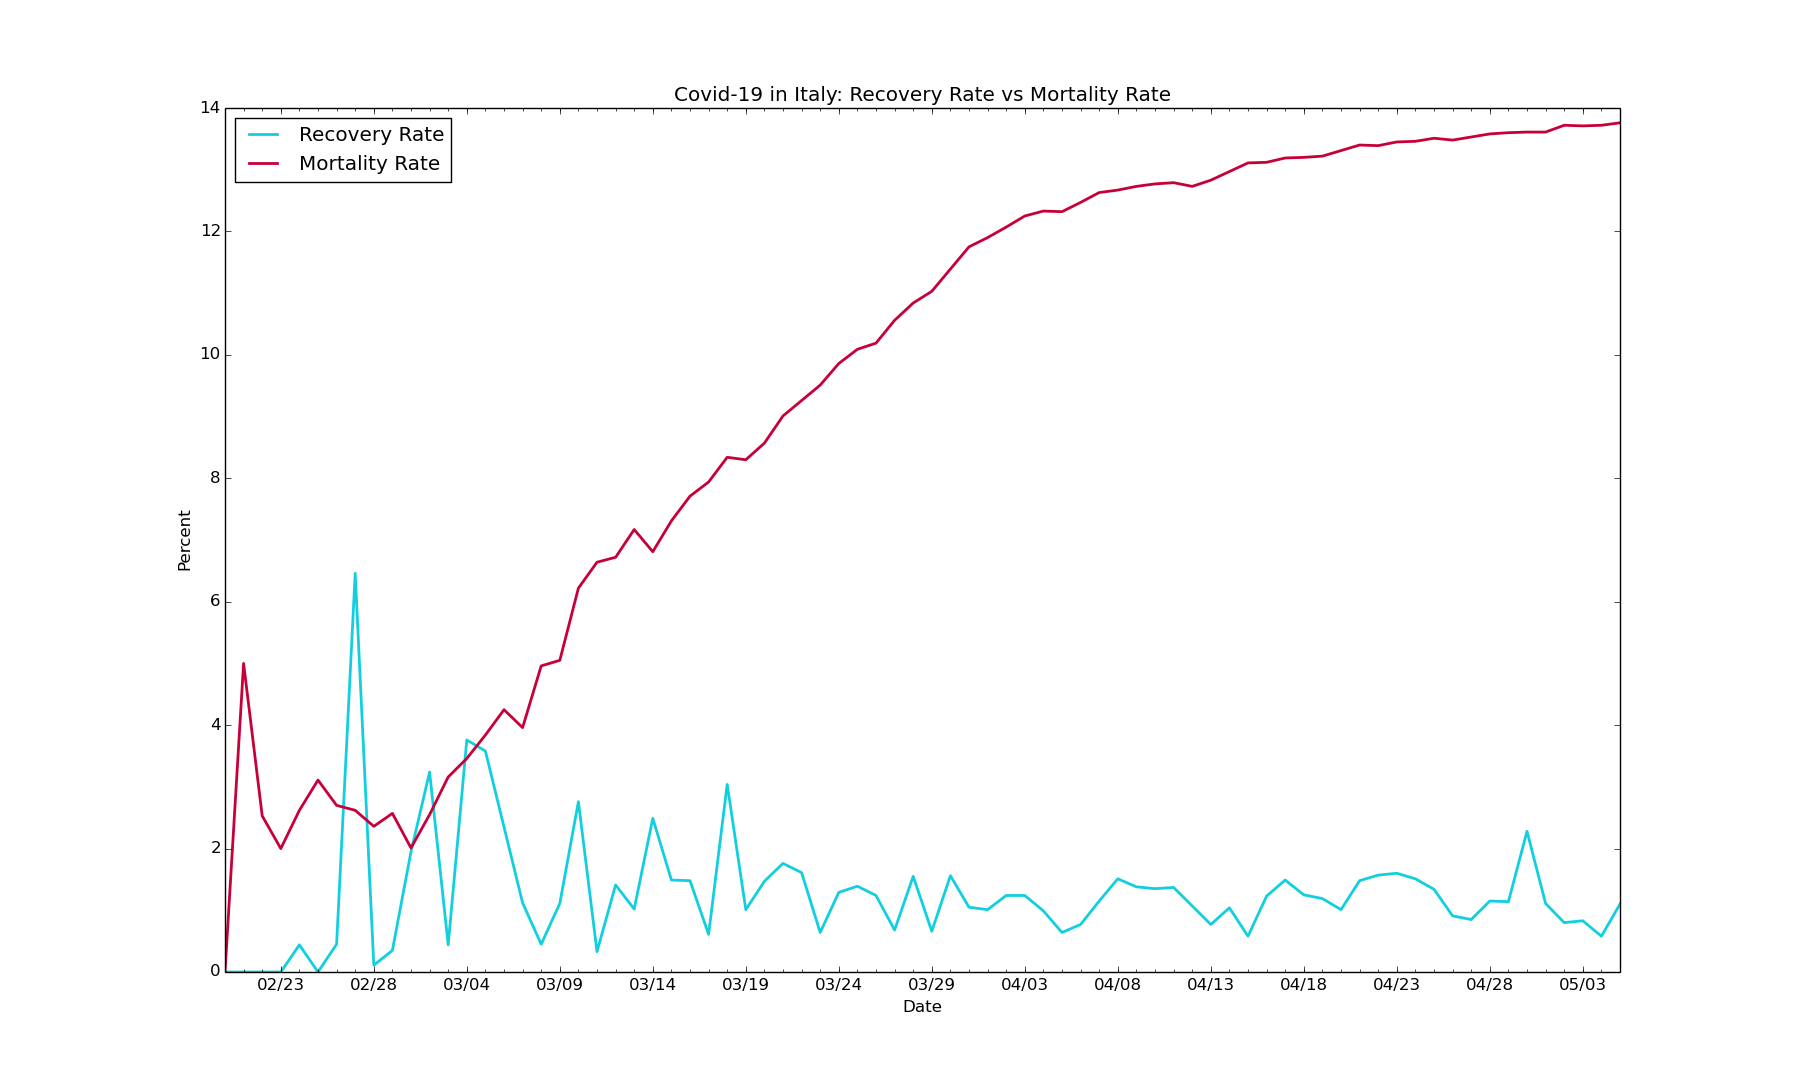 Covid-19 in Italy: Recovery Rate vs Mortality Rate
Recovery Rate
Mortality Rate
14
12
10
8
6
4
2
0
Percent
02/23 02/28 03/04 03/09 03/14 03/19 03/24 03/29 04/03 04/08 04/13 04/18 04/23 04/28 05/03
Date